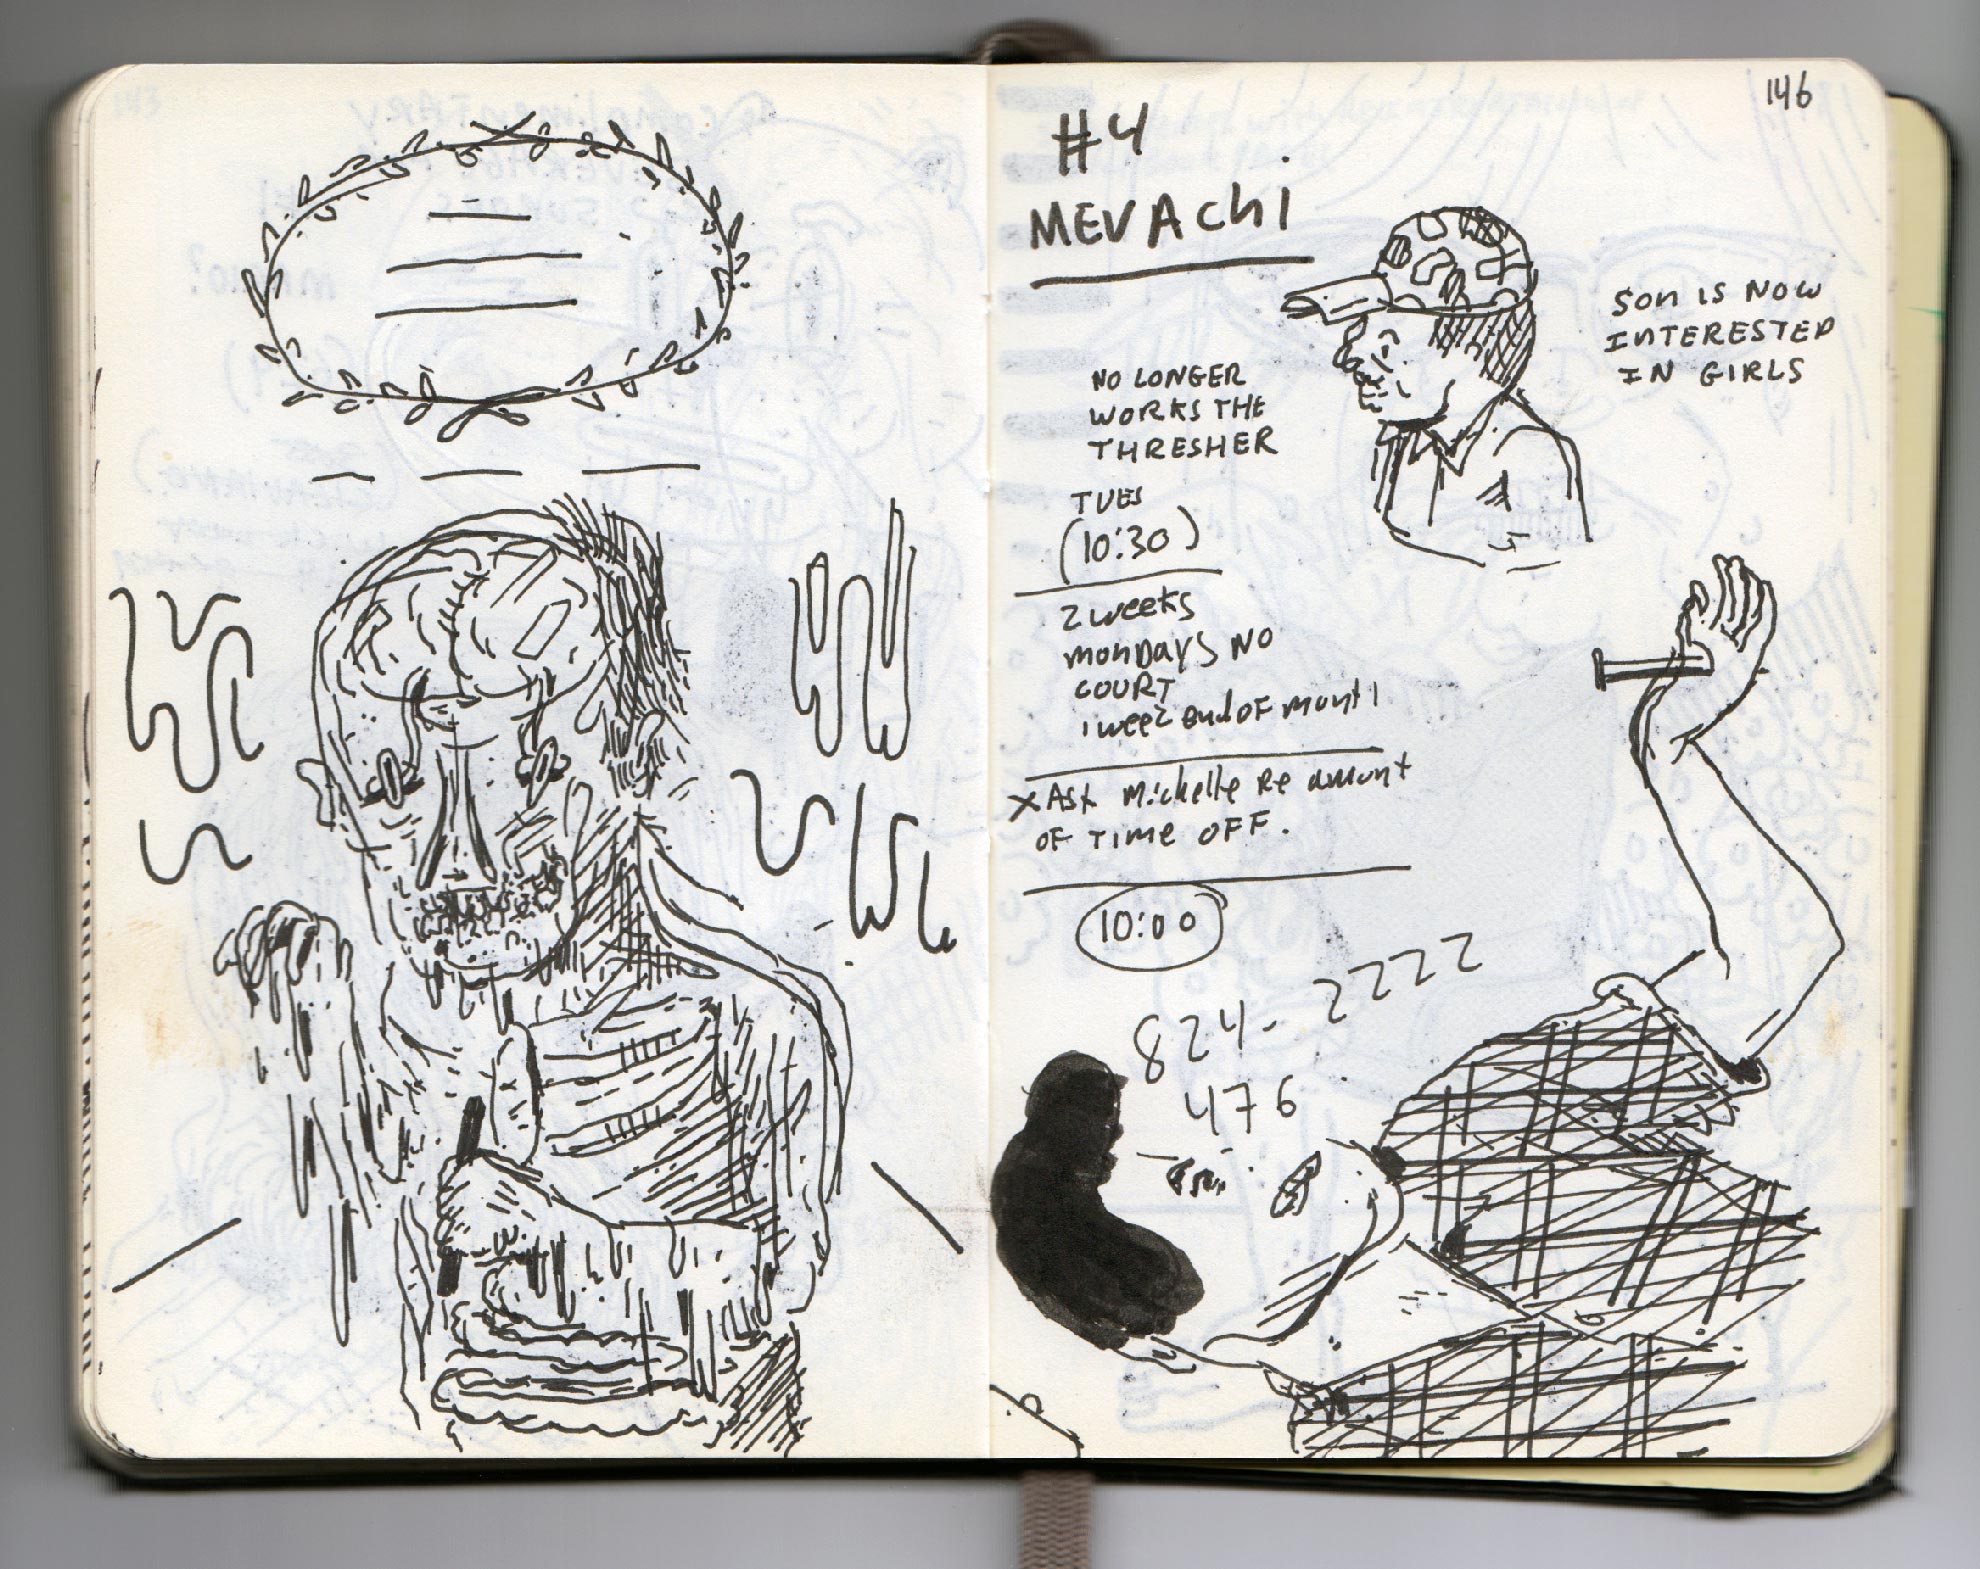 146
#4
MEVAChI
SON IS NOW
INTERESTED
IN GIRLS
NO LONGER
WORKS THE
THRESHER
TUES
(10:30)
2 weeks
monDAYS NO
COURT
1 week end OF month
x Ask Michelle Re amount
OF Time OFF.
10:00
824-2222
476